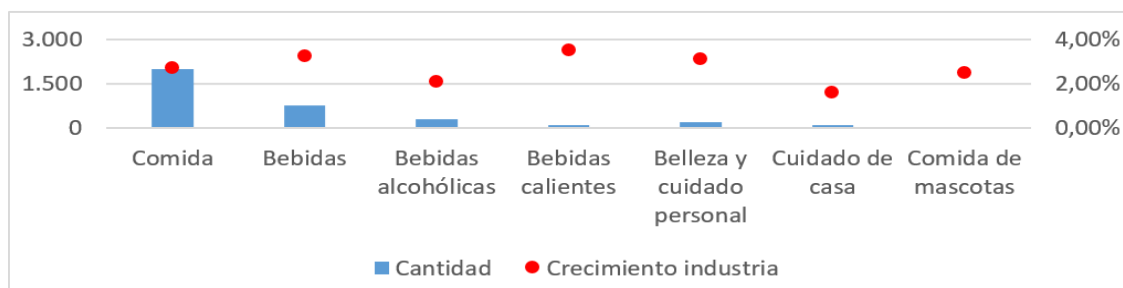 3.000
1.500
0
4,00%
2,00%
0,00%
Comida
Bebidas
Bebidas
alcohólicas
Bebidas
calientes
Belleza y
cuidado
personal
Cuidado de
casa
Comida de
mascotas
Cantidad
Crecimiento industria